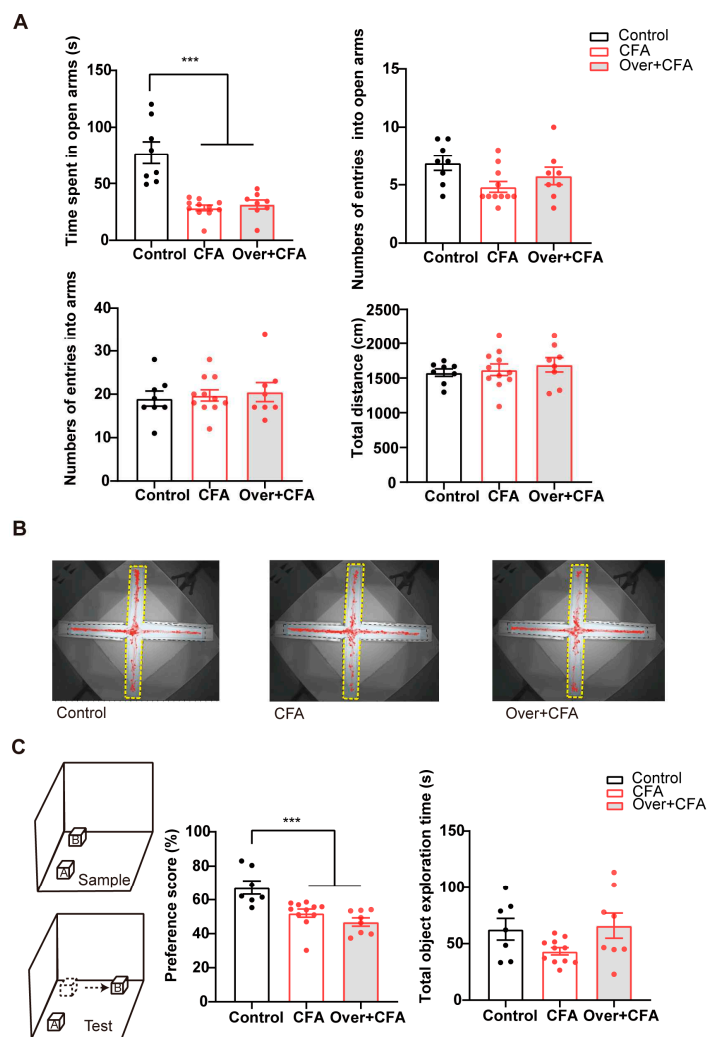 A
Control
CFA
Over+CFA
Time spent in open arms (s)
150
100
50
0
***
Control CFA Over+CFA
Numbers of entries into open arms
15
10
5
0
Control CFA Over+CFA
Numbers of entries into arms
40
30
20
10
0
Control CFA Over+CFA
Total distance (cm)
2500
2000
1500
1000
500
0
Control CFA Over+CFA
B
Control
CFA
Over+CFA
C
B
A
Sample
B
A
Test
Preference score (%)
100
80
60
40
20
0
***
Control CFA Over+CFA
Control
CFA
Over+CFA
Total object exploration time (s)
150
100
50
0
Control CFA Over+CFA